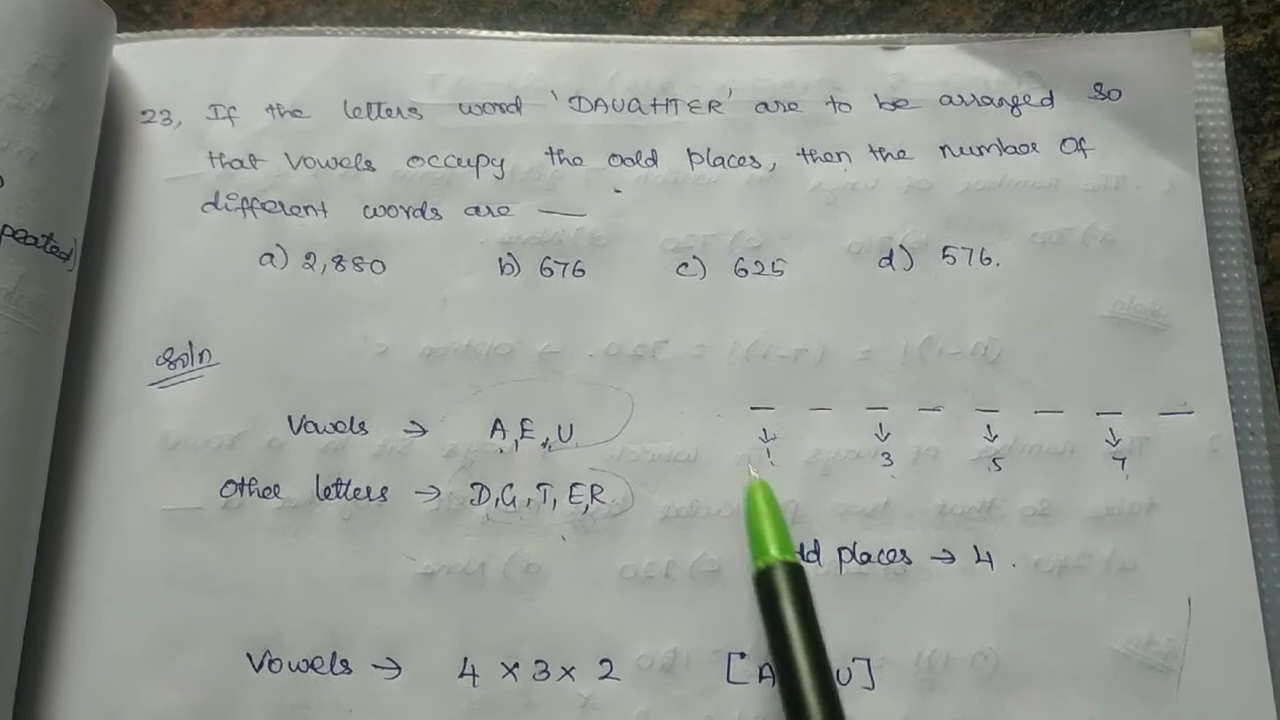 peated)
23, If the letters word 'DAUGHTER' are to be arranged so
that Vowels occupy the odd places, then the number of
different words are —
a) 2,880 b) 676 c) 625 d) 576.
Soln
Vowels → A, E, U
Other letters → D, G, T, E, R
1 3 5 7
places → 4.
Vowels → 4 × 3 × 2 [A U]